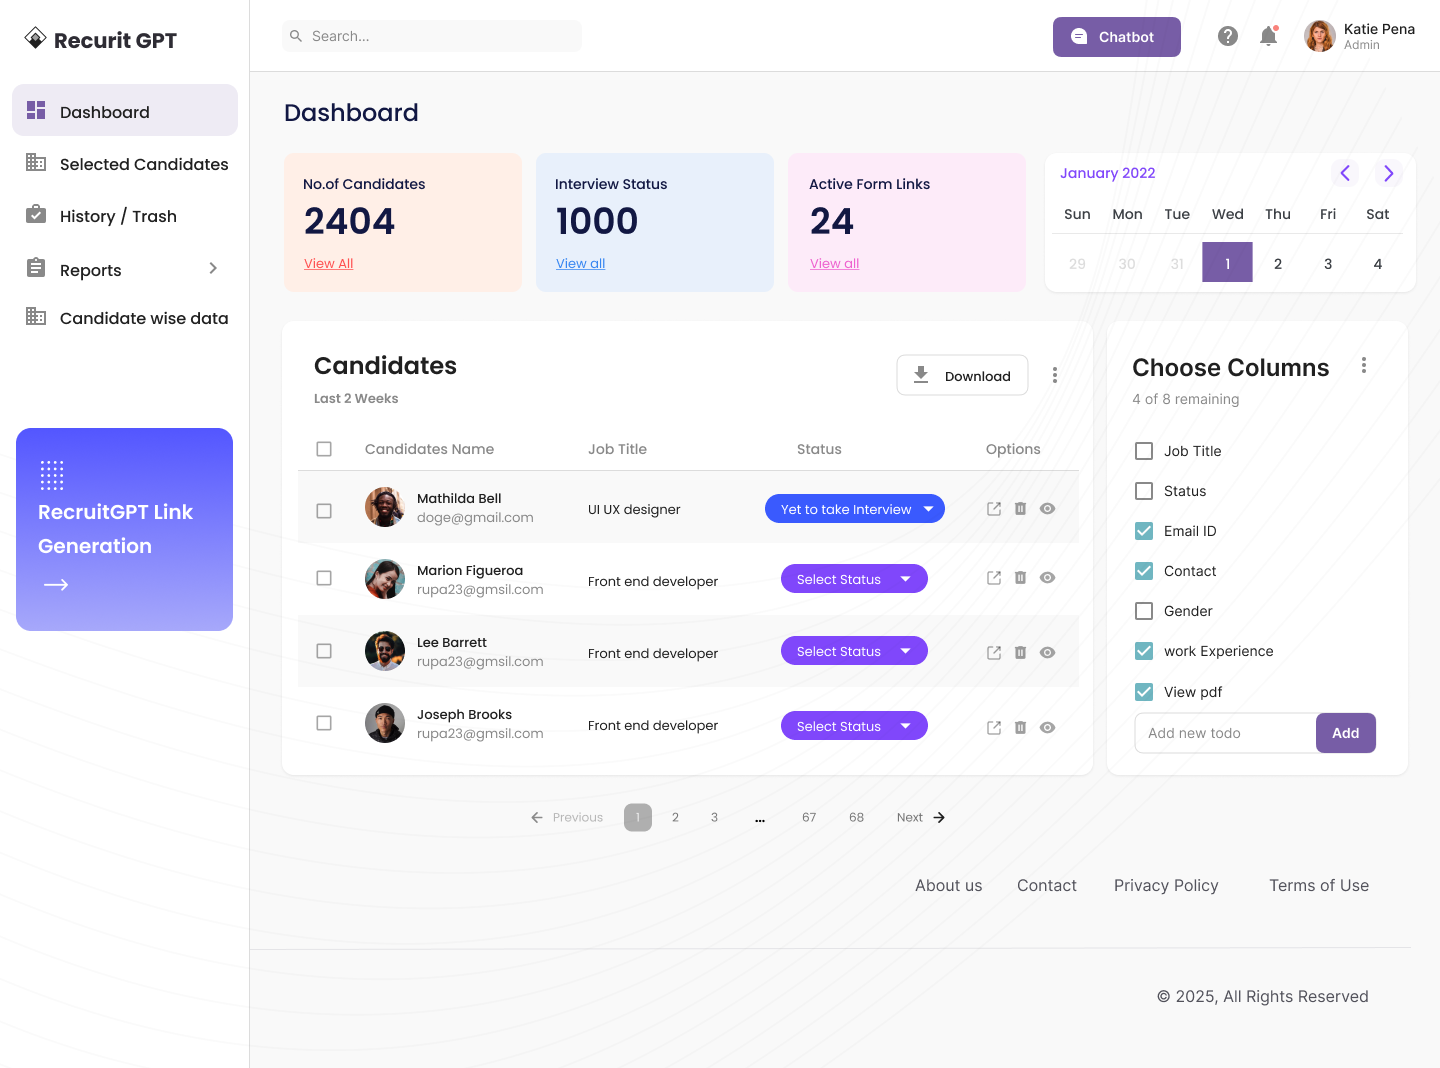 Recurit GPT
Dashboard
Selected Candidates
History / Trash
Reports
Candidate wise data
RecruitGPT Link
Generation
Search...
Chatbot
Katie Pena
Admin
Dashboard
No.of Candidates
2404
View All
Interview Status
1000
View all
Active Form Links
24
View all
January 2022
Sun Mon Tue Wed Thu Fri Sat
29 30 31 1 2 3 4
Candidates
Last 2 Weeks
Download
Candidates Name Job Title Status Options
Mathilda Bell
doge@gmail.com
UI UX designer
Yet to take Interview
Marion Figueroa
rupa23@gmsil.com
Front end developer
Select Status
Lee Barrett
rupa23@gmsil.com
Front end developer
Select Status
Joseph Brooks
rupa23@gmsil.com
Front end developer
Select Status
Choose Columns
4 of 8 remaining
Job Title
Status
Email ID
Contact
Gender
work Experience
View pdf
Add new todo
Add
Previous 1 2 3 ... 67 68 Next
About us Contact Privacy Policy Terms of Use
© 2025, All Rights Reserved